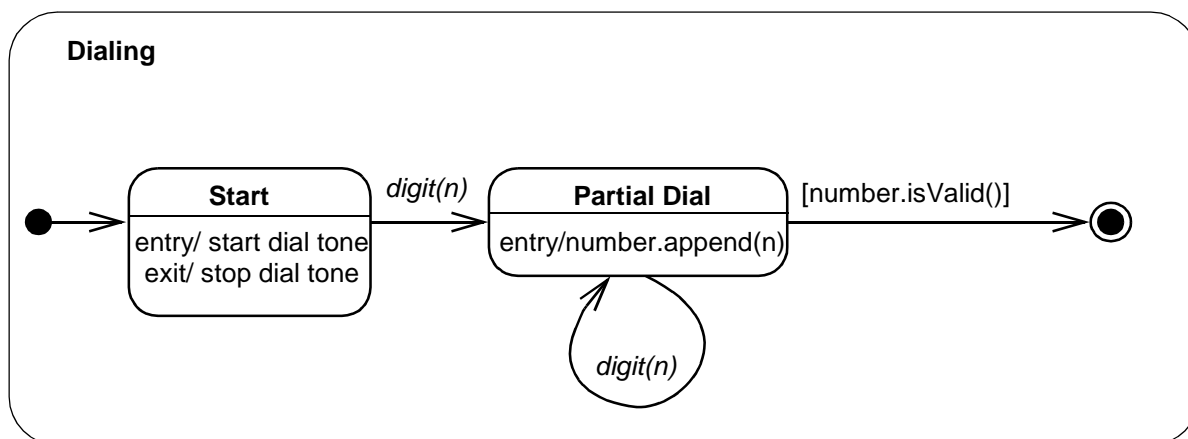 Dialing
Start
entry/ start dial tone
exit/ stop dial tone
digit(n)
Partial Dial
entry/number.append(n)
digit(n)
[number.isValid()]